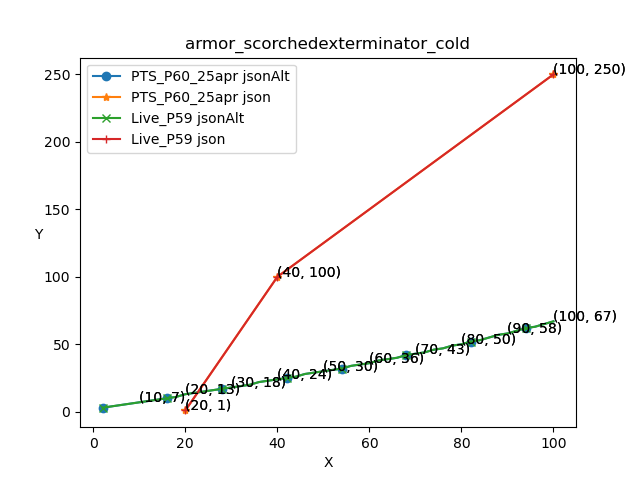 armor_scorchedexterminator_cold
PTS_P60_25apr jsonAlt
PTS_P60_25apr json
Live_P59 jsonAlt
Live_P59 json
250
200
150
100
50
0
Y
(100, 250)
(40, 100)
(100, 67)
(90, 58)
(80, 50)
(70, 43)
(60, 36)
(50, 30)
(40, 24)
(30, 18)
(20, 13)
(10, 7)
(20, 1)
0 20 40 60 80 100
X